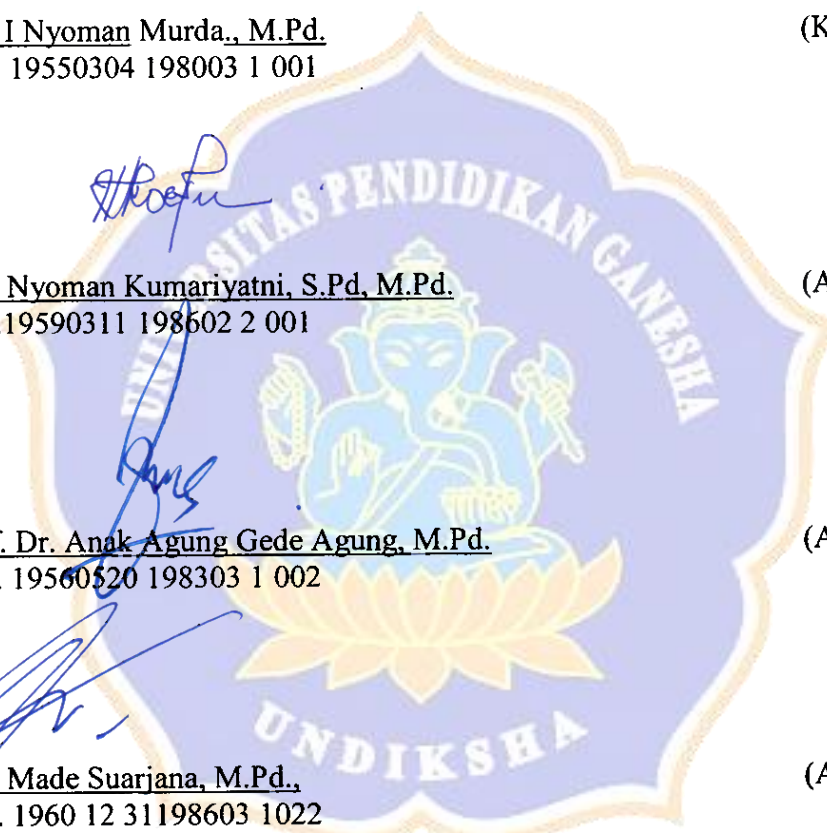 I Nyoman Murda., M.Pd. (K
19550304 198003 1 001
UNIVERSITAS PENDIDIKAN GANESHA
Nyoman Kumariyatni, S.Pd, M.Pd. (A
.19590311 198602 2 001
. Dr. Anak Agung Gede Agung, M.Pd. (A
. 19560520 198303 1 002
UNDIKSHA
Made Suarjana, M.Pd., (A
. 1960 12 31198603 1022